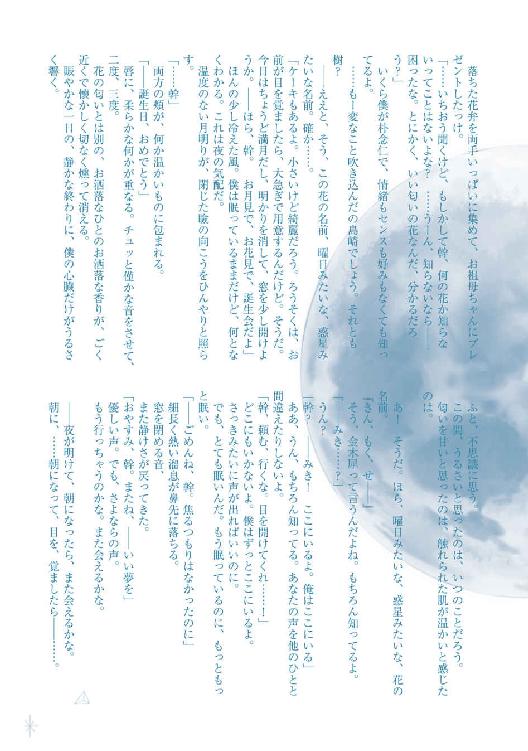 落ちた花弁を両手いっぱいに集めて、お祖母ちゃんにプレ
ゼントしたっけ。
「……いちおう聞くけど、もしかして幹、何の花か知らな
いってことはないよな？……うーん、知らないなら……
困ったな。とにかく、いい匂いの花なんだ、分かるだろ
う？」
いくら僕が朴念仁で、情緒もセンスも好みもなくても知っ
てるよ。
……もー変なこと吹き込んだの島崎でしょう。それとも
樹？
――ええと、そう、この花の名前、曜日みたいな、惑星み
たいな名前。確か……。
「ケーキもあるよ。小さいけど綺麗だろう。ろうそくは、お
前が目を覚ましたら、大急ぎで用意するんだけど。そうだ。
今日はちょうど満月だし、明かりを消して、窓を少し開けよ
うか。――ほら、幹。お月見で、お花見で、誕生会だよ」
ほんの少し冷えた風。僕は眠っているままだけど、何とな
くわかる。これは夜の気配だ。
温度のない月明りが、閉じた瞼の向こうをひんやりと照ら
す。
「……幹」
両方の頬が、何か温かいものに包まれる。
「――誕生日、おめでとう」
唇に、柔らかな何かが重なる。チュッと僅かな音をさせて、
二度、三度。
花の匂いとは別の、お洒落なひとのお洒落な香りが、ごく
近くで懐かしく切なく燻って消える。
賑やかな一日の、静かな終わりに、僕の心臓だけがうるさ
く響く。
ふと、不思議に思う。
この間、うるさいと思ったのは、いつのことだろう。
匂いを甘いと思ったのは、触れられた肌が温かいと感じた
のは。
あ！　そうだ。ほら、曜日みたいな、惑星みたいな、花の
名前。
「きん、もく、せ――」
そう、金木犀って言うんだよね。もちろん知ってるよ。
「――みき……？」
うん？
「幹？――みき！　ここにいるよ。俺はここにいる」
ああ、うん、もちろん知ってる。あなたの声を他のひとと
間違えたりしないよ。
「幹、頼む、行くな。目を開けてくれ……」
どこにもいかないよ。僕はずっとここにいるよ。
さっきみたいに声が出ればいいのに。
でも、とても眠いんだ。もう眠っているのに、もっともっ
と眠い。
「――ごめんね、幹。焦るつもりはなかったのに」
細長く熱い溜息が鼻先に落ちる。
窓を閉める音。
また静けさが戻ってきた。
「おやすみ、幹。またね、――いい夢を」
優しい声。でも、さよならの声。
もう行っちゃうのかな。また会えるかな。
――夜が明けて、朝になったら、また会えるかな。
朝に、……朝になって、目を、覚ましたら――……。